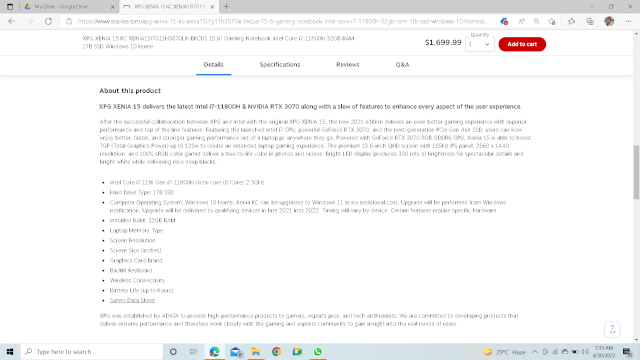 My Drive - Google Drive
XPG XENIA 15 KC XENIA15I7G11
https://www.staples.com/xpg-xenia-15-kc-xenia15i7g11h3070lx-bkcus-15-6-gaming-notebook-intel-core-i7-11800h-32gb-ram-1tb-ssd-windows-10-home/p...
XPG XENIA 15 KC XENIA15I7G11H3070LX-BKCUS 15.6" Gaming Notebook Intel Core i7-11800H 32GB RAM
1TB SSD Windows 10 Home
$1,699.99
Quantity
1
Add to cart
Details
Specifications
Reviews
Q&A
About this product
XPG XENIA 15 delivers the latest Intel i7-11800H & NVIDIA RTX 3070 along with a slew of features to enhance every aspect of the user experience.
After the successful collaboration between XPG and Intel with the original XPG XENIA 15, the new 2021 edition delivers an even better gaming experience with superior
performance and top of the line features. Featuring the launched Intel i7 CPU, powerful GeForce RTX 3070, and the next-generation PCIe Gen 4x4 SSD, users can now
enjoy better, faster, and stronger gaming performance out of a laptop anywhere they go. Powered with GeForce RTX 3070 8GB GDDR6 GPU, Xenia 15 is able to boost
TGP (Total Graphics Power) up to 125w to create an extended laptop gaming experience. The premium 15.6-inch QHD screen with 165Hz IPS panel, 2560 x 1440
resolution, and 100% sRGB color gamut deliver a true-to-life color in photos and videos. Bright LED display produces 300 nits of brightness for spectacular details and
bright white while delivering nice deep blacks.
• Intel Core i7 11th Gen i7-11800H Octa-core (8 Core) 2.3GHz
• Hard Drive Type: 1TB SSD
• Computer Operating System: Windows 10 Home, Xenia KC can be upgraded to Windows 11 at no additional cost. Upgrade will be performed from Windows
notification. Upgrade will be delivered to qualifying devices in late 2021 into 2022. Timing will vary by device. Certain features require specific hardware
• Installed RAM: 32GB RAM
• Laptop Memory Type
• Screen Resolution
• Screen Size (inches)
• Graphics Card Brand
• Backlit Keyboard
• Wireless Connectivity
• Battery Life (up to hours)
• Safety Data Sheet
XPG was established by ADATA to provide high-performance products to gamers, esports pros, and tech enthusiasts. We are committed to developing products that
deliver extreme performance and therefore work closely with the gaming and esports community to gain insight into the real needs of users.
Type here to search
29°C Haze
7:33 AM
4/30/2022